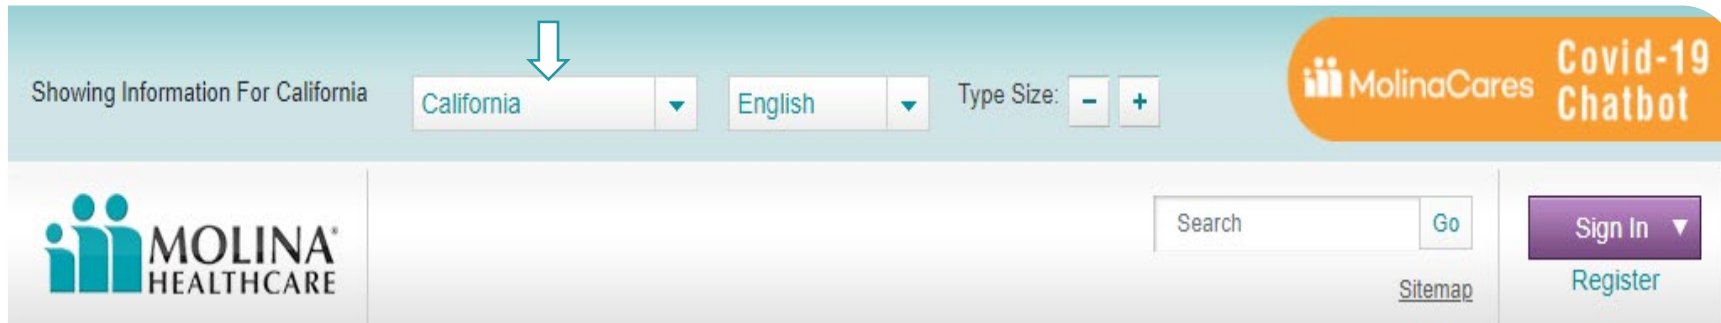 Showing Information For California
California
English
Type Size: - +
MolinaCares
Covid-19
Chatbot
MOLINA®
HEALTHCARE
Search
Go
Sitemap
Sign In
Register